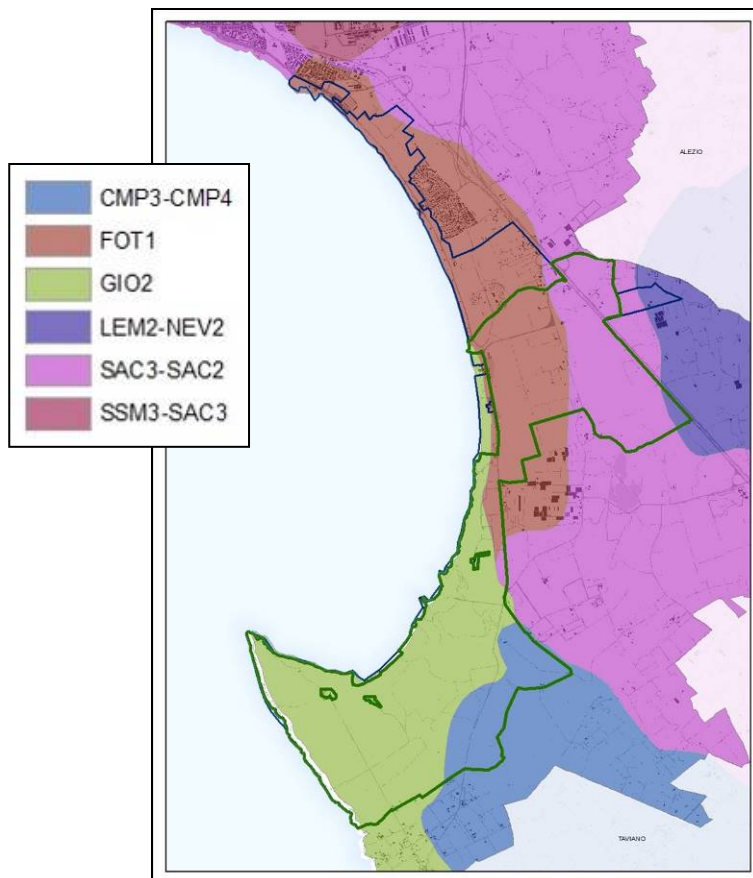 ALEZIO
CMP3-CMP4
FOT1
GIO2
LEM2-NEV2
SAC3-SAC2
SSM3-SAC3
TAVIANO